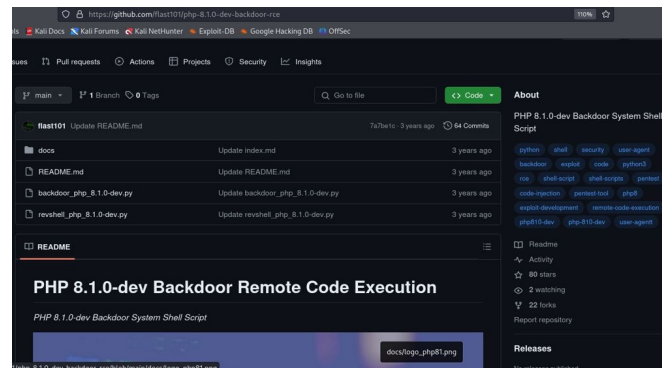 https://github.com/flast101/php-8.1.0-dev-backdoor-rce
110%
Kali Docs Kali Forums Kali NetHunter Exploit-DB Google Hacking DB OffSec
sues Pull requests Actions Projects Security Insights
main 1 Branch 0 Tags Go to file Code
About
flast101 Update README.md 7a7be1c · 3 years ago 64 Commits
PHP 8.1.0-dev Backdoor System Shell
Script
docs Update index.md 3 years ago
README.md Update README.md 3 years ago
backdoor_php_8.1.0-dev.py Update backdoor_php_8.1.0-dev.py 3 years ago
revshell_php_8.1.0-dev.py Update revshell_php_8.1.0-dev.py 3 years ago
python shell security user-agent
backdoor exploit code python3
rce shell-script shell-scripts pentest
code-injection pentest-tool php8
exploit-development remote-code-execution
php810-dev php-810-dev user-agentt
README
PHP 8.1.0-dev Backdoor Remote Code Execution
PHP 8.1.0-dev Backdoor System Shell Script
docs/logo_php81.png
Readme
Activity
80 stars
2 watching
22 forks
Report repository
Releases